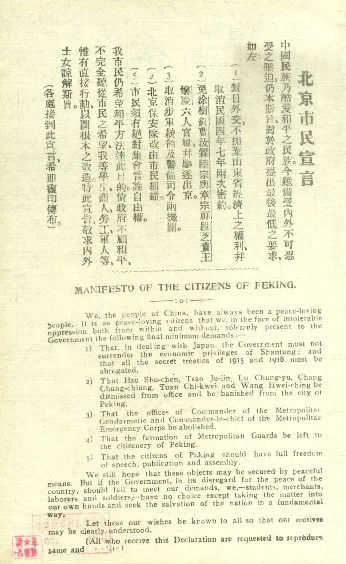 北京市民宣言
中國民族乃酷愛和平之民族今雖備受內外不可忍
受之壓迫仍本斯旨對於政府提出最後最低之要求
如左
(1)對日外交不拋棄山東省經濟上之權利并
取消民國四年七年兩次密約
(2)免徐樹錚曹汝霖陸宗輿章宗祥段芝貴王
懷慶六人官職并驅逐出京
(3)取消步軍統領及警備司令兩機關
(4)北京保安隊改由市民組織
(5)市民須有絕對集會言論自由權
我市民仍希望和平方法達此目的倘政府不顧和平
不完全聽從市民之希望我等學生商人勞工軍人等
惟有直接行動以圖根本之改造特此宣告敬求內外
士女諒解斯旨
(各處接到此宣言希即複印傳布)
MANIFESTO OF THE CITIZENS OF PEKING.
We, the people of China, have always been a peace-loving
people. It is as peace-loving citizens that we, in the face of intolerable
oppression both from within and without, solemnly present to the
Government the following final minimum demands:—
1) That, in dealing with Japan, the Government must not
surrender the economic privileges of Shantung; and
that all the secret treaties of 1915 and 1918 must be
abrogated.
2) That Hsu Shu-chen, Tsao Ju-lin, Lu Chung-yu, Chang
Chung-chiang, Tuan Chi-kwei and Wang Hwei-ching be
dismissed from office and be banished from the city of
Peking.
3) That the offices of Commander of the Metropolitan
Gendarmerie and Commander-in-chief of the Metropolitan
Emergency Corps be abolished.
4) That the formation of Metropolitan Guards be left to
the citizenery of Peking.
5) That the citizens of Peking should have full freedom
of speech, publication and assembly.
We still hope that these objects may be secured by peaceful
means. But if the Government, in its disregard for the peace of the
country, should fail to meet our demands, we,—students, merchants,
laborers and soldiers,—have no choice except taking the matter into
our own hands and seek the salvation of the nation in a fundamental
way.
Let these our wishes be known to all so that our motives
may be clearly understood.
(All who receive this Declaration are requested to reproduce
same and